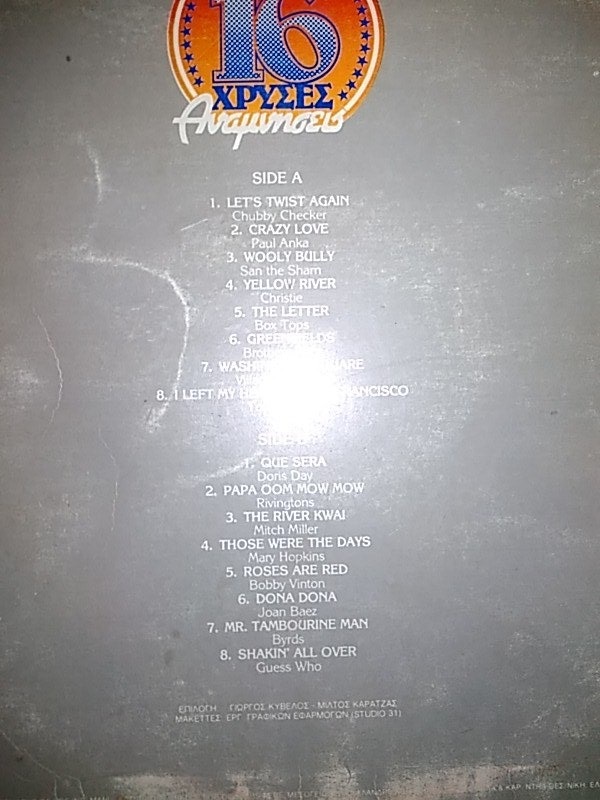 16
ΧΡΥΣΕΣ
Αναμνησεις
SIDE A
1. LET'S TWIST AGAIN
Chubby Checker
2. CRAZY LOVE
Paul Anka
3. WOOLY BULLY
San the Sham
4. YELLOW RIVER
Christie
5. THE LETTER
Box Tops
6. GREENFIELDS
7.
8. I LEFT MY
SIDE
1. QUE SERA
Doris Day
2. PAPA OOM MOW MOW
Rivingtons
3. THE RIVER KWAI
Mitch Miller
4. THOSE WERE THE DAYS
Mary Hopkins
5. ROSES ARE RED
Bobby Vinton
6. DONA DONA
Joan Baez
7. MR. TAMBOURINE MAN
Byrds
8. SHAKIN' ALL OVER
Guess Who
ΕΠΙΛΟΓΗ: ΓΙΩΡΓΟΣ ΚΥΒΕΛΟΣ - ΜΙΛΤΟΣ ΚΑΡΑΤΖΑΣ
ΜΑΚΕΤΤΕΣ: ΕΡΓ. ΓΡΑΦΙΚΩΝ ΕΦΑΡΜΟΓΩΝ (STUDIO 31)